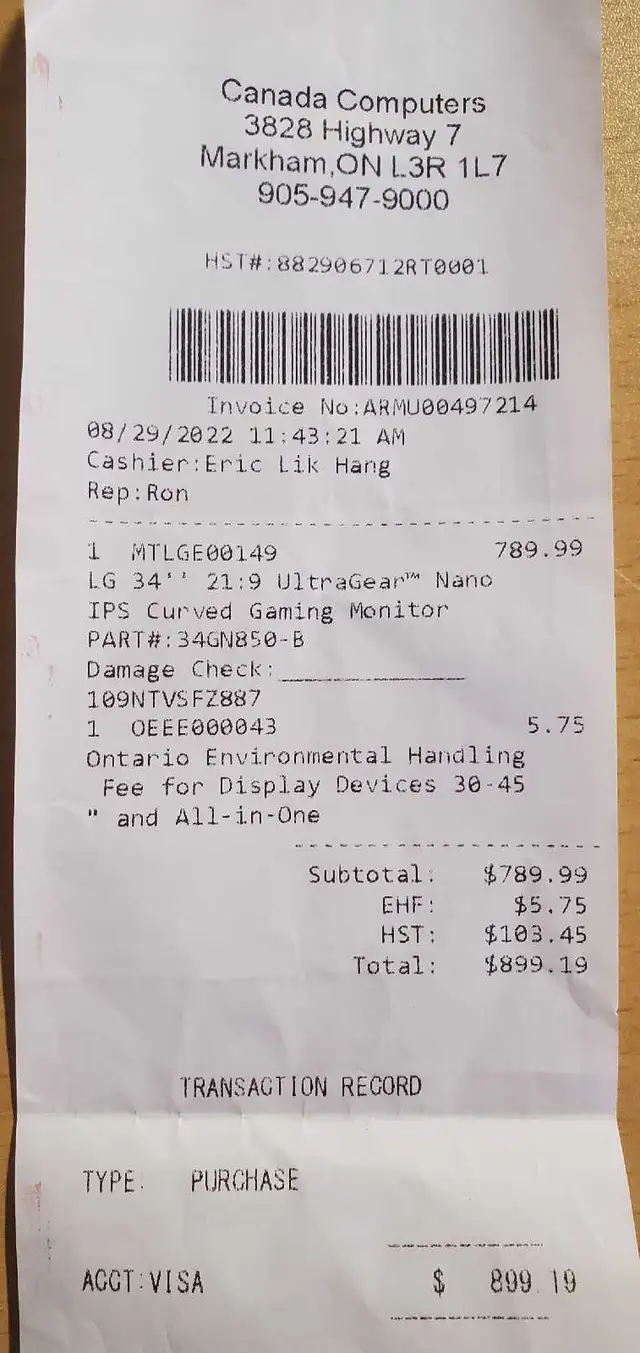 Canada Computers
3828 Highway 7
Markham,ON L3R 1L7
905-947-9000
HST#:882906712RT0001
Invoice No:ARMU00497214
08/29/2022 11:43:21 AM
Cashier:Eric Lik Hang
Rep:Ron
1 MTLGE00149 789.99
LG 34'' 21:9 UltraGear™ Nano
IPS Curved Gaming Monitor
PART#:34GN850-B
Damage Check:______________
109NTVSFZ887
1 OEEE000043 5.75
Ontario Environmental Handling
Fee for Display Devices 30-45
" and All-in-One
Subtotal: $789.99
EHF: $5.75
HST: $103.45
Total: $899.19
TRANSACTION RECORD
TYPE: PURCHASE
ACCT:VISA $ 899.19